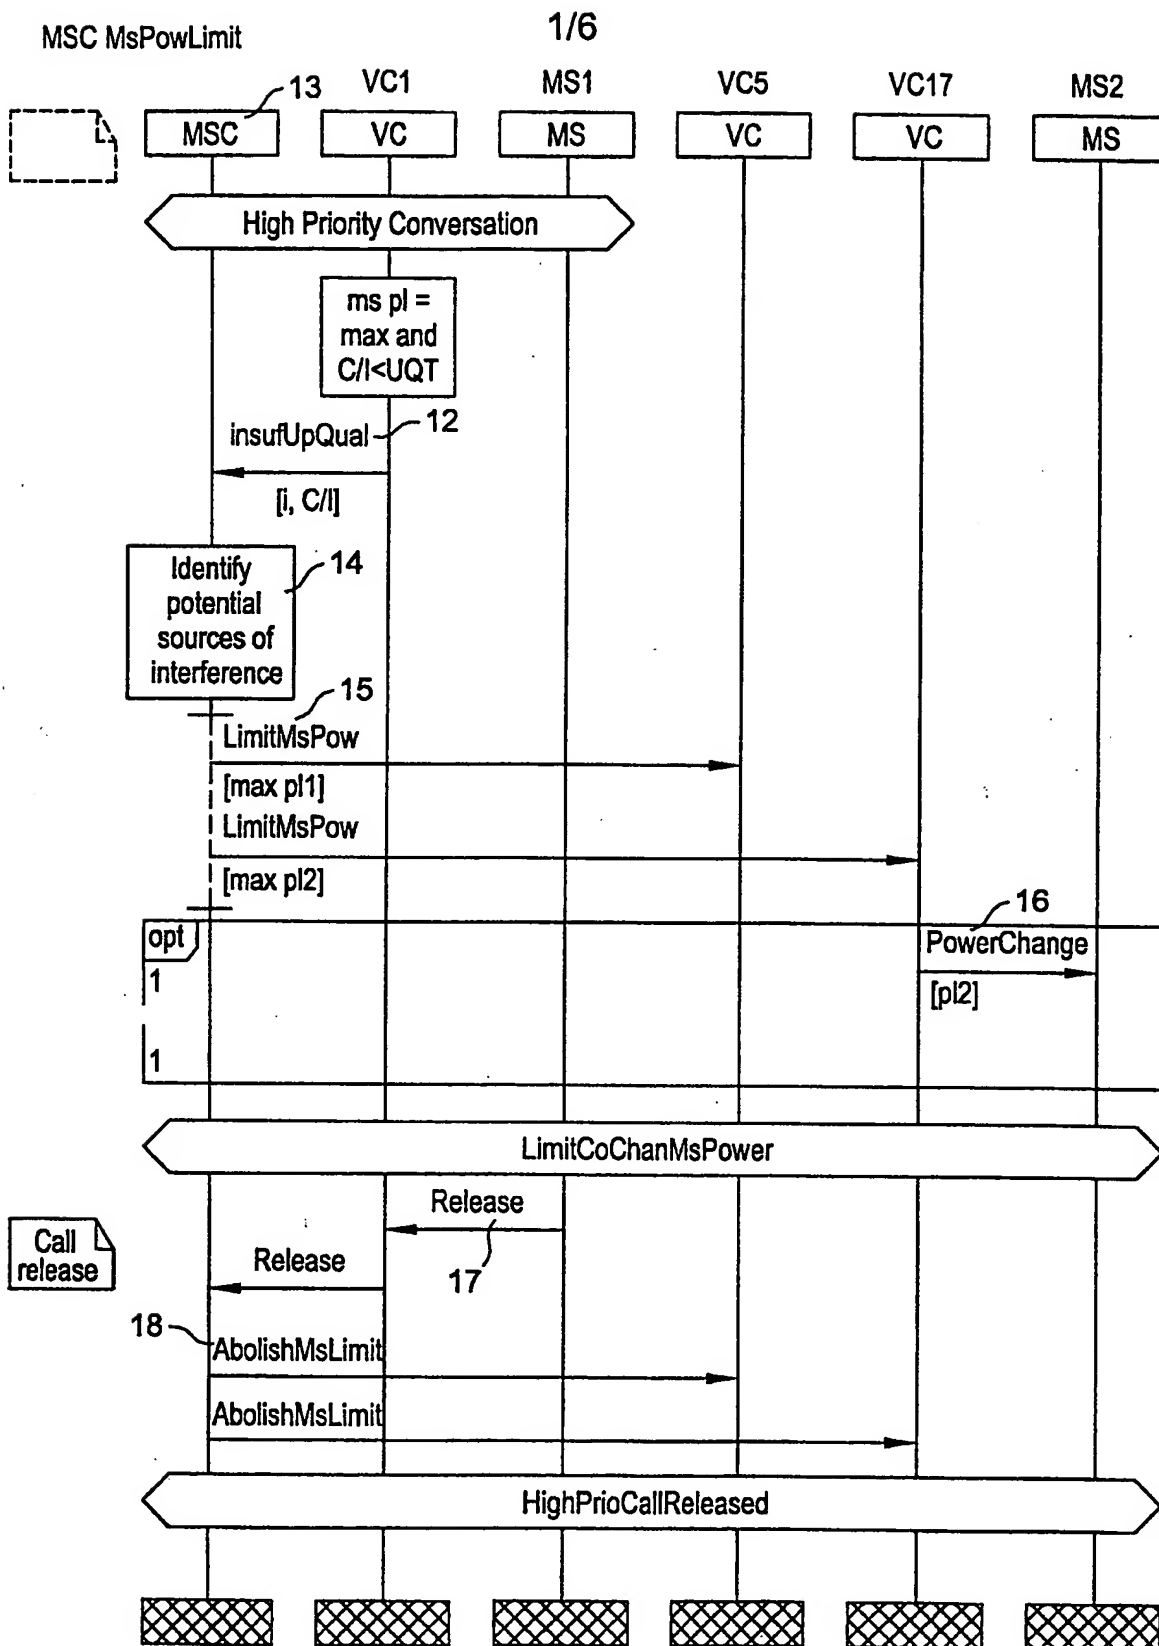 1/6
MSC MsPowLimit
13
VC1
MS1
VC5
VC17
MS2
MSC
VC
MS
VC
VC
MS
High Priority Conversation
ms pl =
max and
C/I<UQT
12
insufUpQual
[i, C/I]
Identify
potential
sources of
interference
14
15
LimitMsPow
[max pl1]
LimitMsPow
[max pl2]
16
opt
PowerChange
1
[pl2]
1
LimitCoChanMsPower
Release
17
Call
release
Release
18
AbolishMsLimit
AbolishMsLimit
HighPrioCallReleased